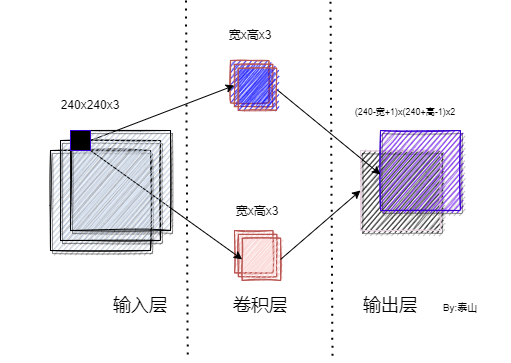 宽x高x3
240x240x3
(240-宽+1)x(240+高-1)x2
宽x高x3
输入层
卷积层
输出层
By:泰山